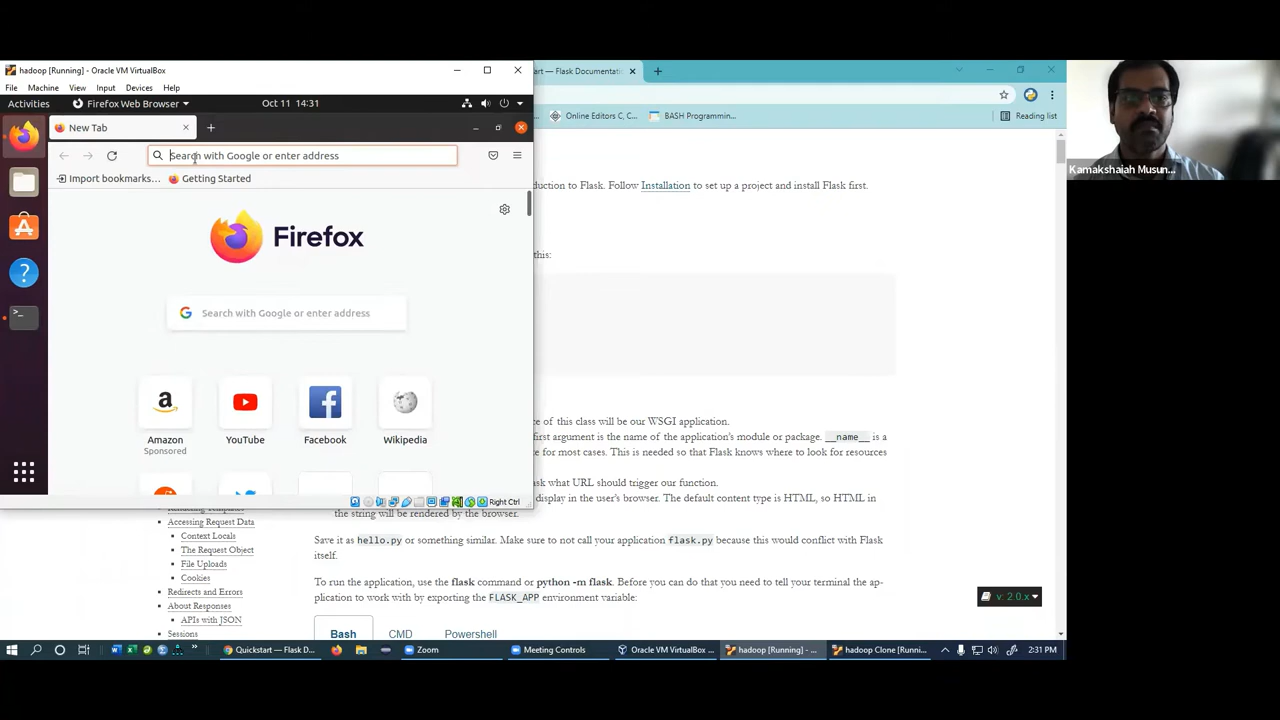 hadoop [Running] - Oracle VM VirtualBox
File Machine View Input Devices Help
Activities Firefox Web Browser Oct 11 14:31
New Tab
Search with Google or enter address
Import bookmarks... Getting Started
Firefox
Search with Google or enter address
Amazon
Sponsored
YouTube
Facebook
Wikipedia
Right Ctrl
art — Flask Documentati
Online Editors C, C... BASH Programmin... Reading list
Kamakshaiah Musun...
duction to Flask. Follow Installation to set up a project and install Flask first.
this:
ce of this class will be our WSGI application.
first argument is the name of the application's module or package. __name__ is a
te for most cases. This is needed so that Flask knows where to look for resources
ask what URL should trigger our function.
display in the user's browser. The default content type is HTML, so HTML in
the string will be rendered by the browser.
Save it as hello.py or something similar. Make sure to not call your application flask.py because this would conflict with Flask
itself.
To run the application, use the flask command or python -m flask. Before you can do that you need to tell your terminal the ap-
plication to work with by exporting the FLASK_APP environment variable:
Bash CMD Powershell
Rendering Templates
Accessing Request Data
Context Locals
The Request Object
File Uploads
Cookies
Redirects and Errors
About Responses
APIs with JSON
Sessions
v: 2.0.x
Quickstart — Flask D... Zoom Meeting Controls Oracle VM VirtualBox ... hadoop [Running] - ... hadoop Clone [Runni... 2:31 PM